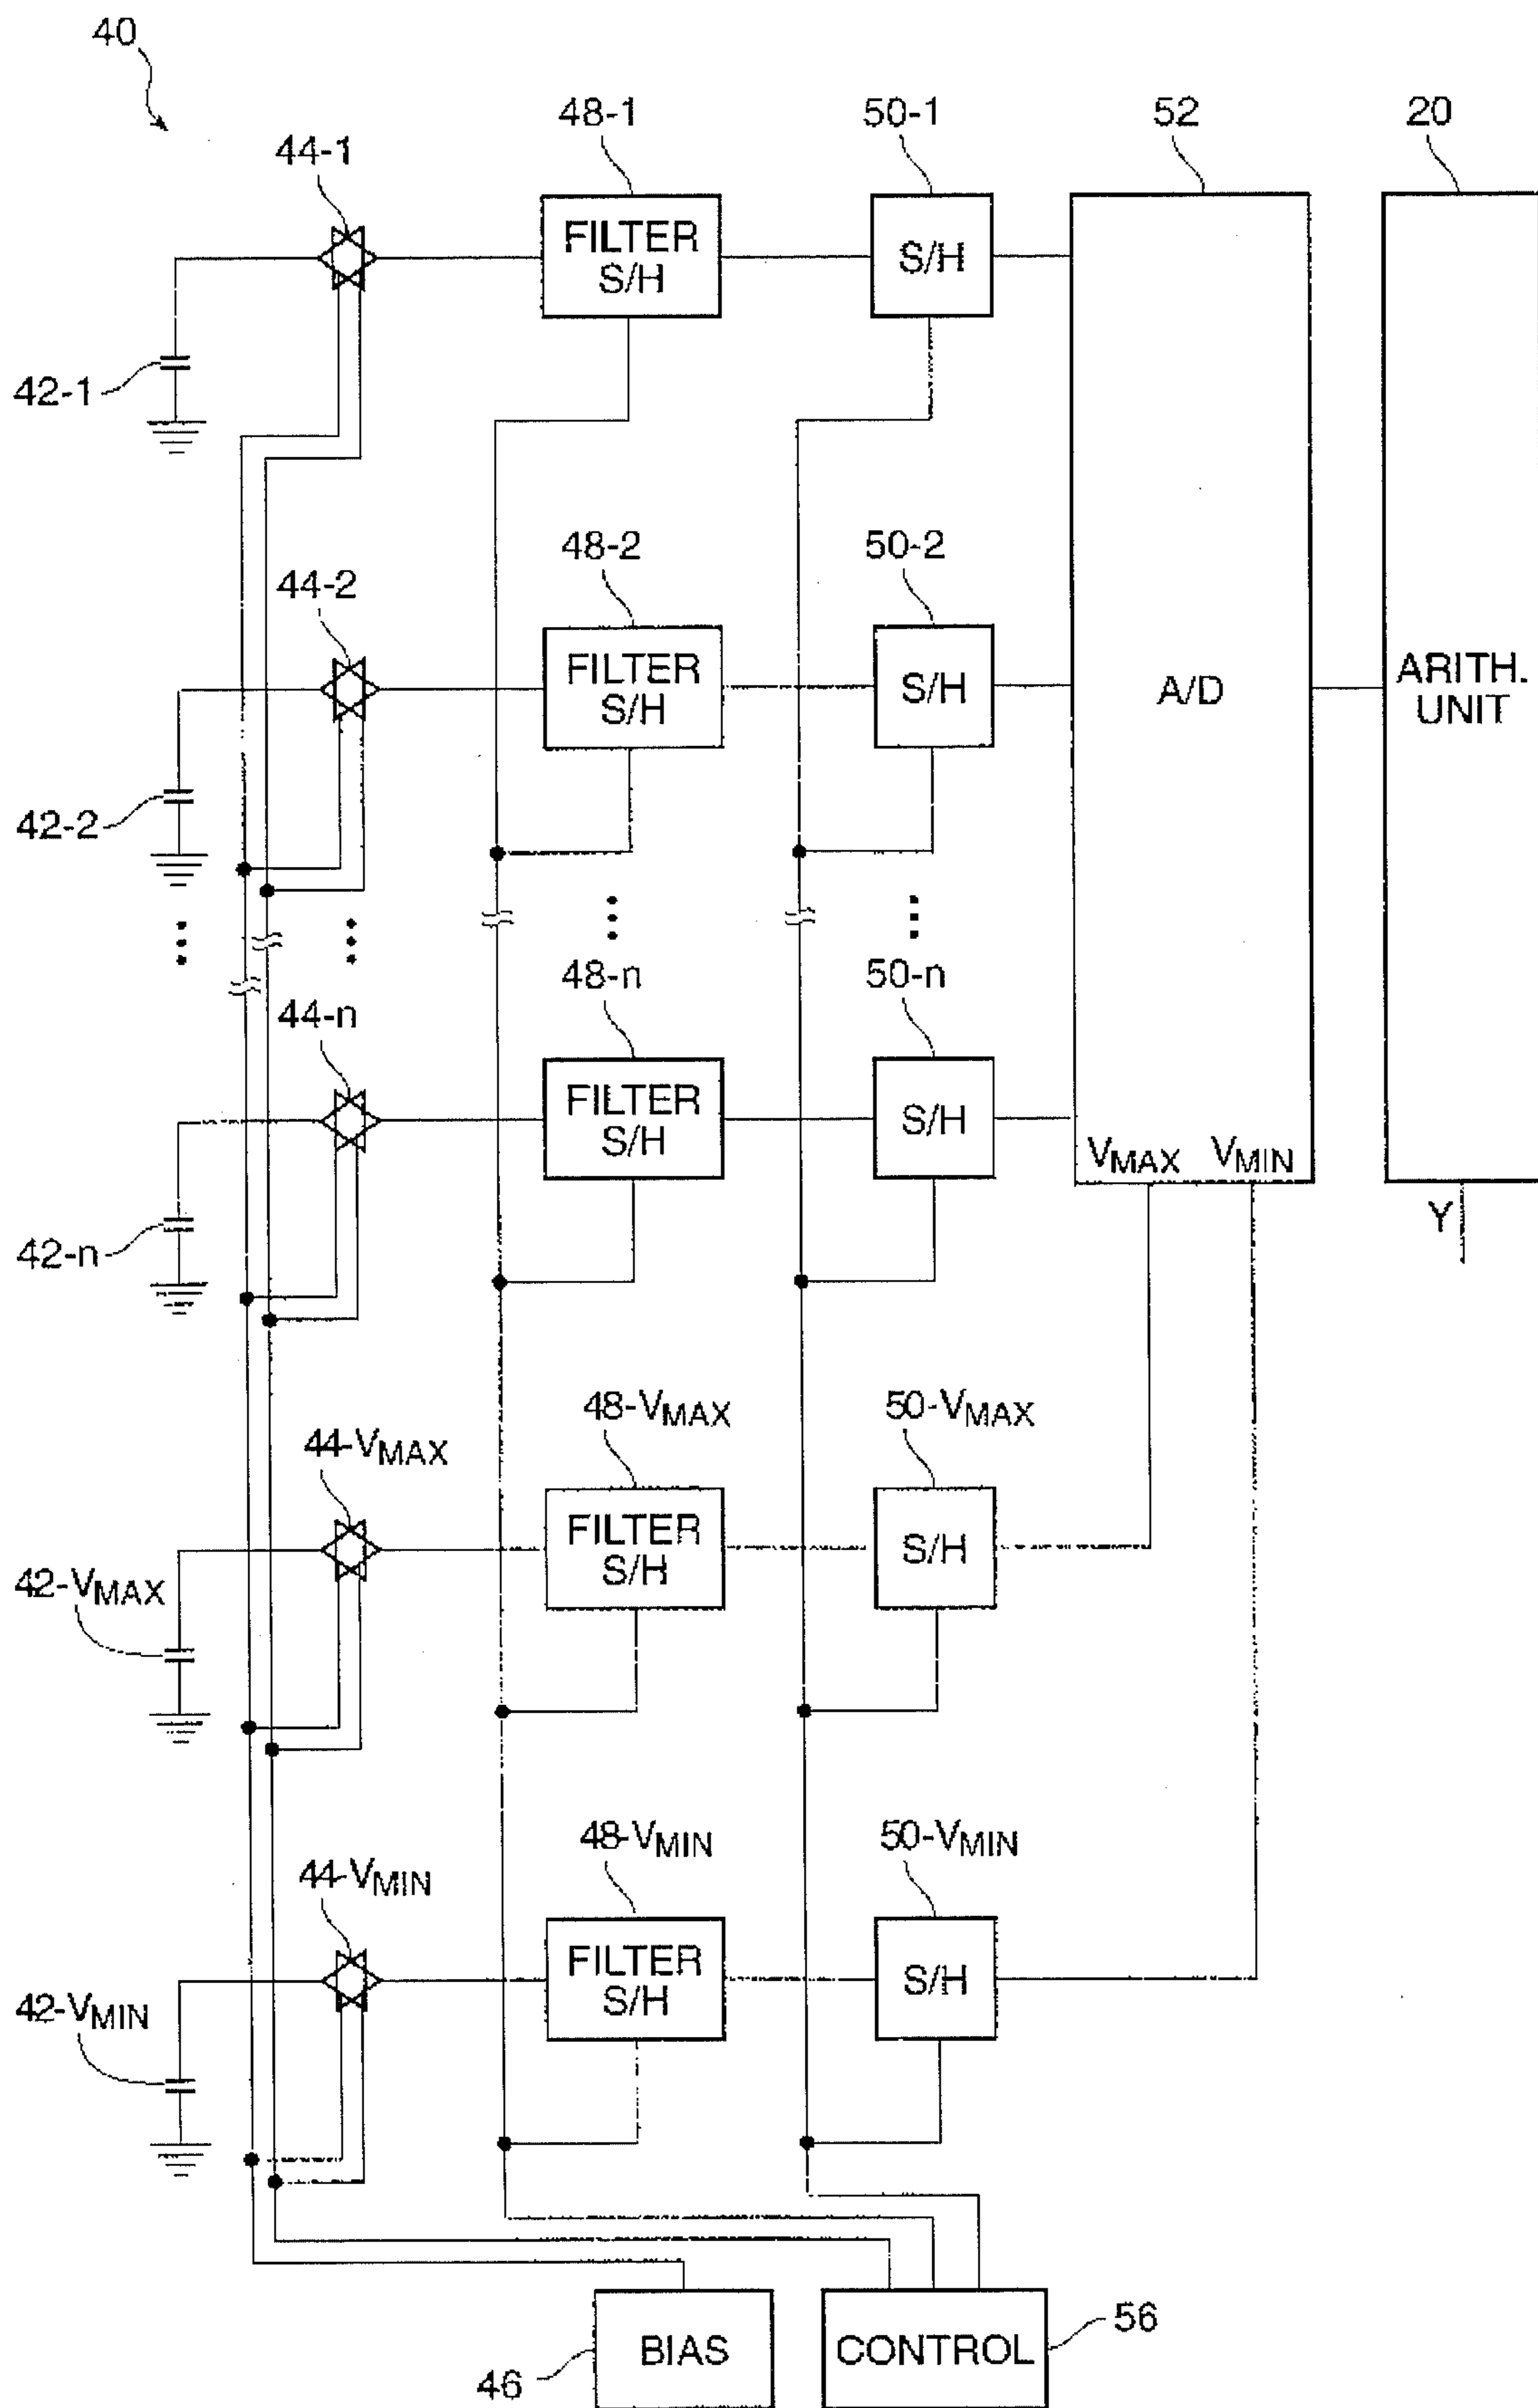 40
44-1
48-1
50-1
52
20
FILTER
S/H
S/H
42-1
44-2
48-2
50-2
FILTER
S/H
S/H
A/D
ARITH.
UNIT
42-2
44-n
48-n
50-n
FILTER
S/H
S/H
VMAX VMIN
Y
42-n
44-VMAX
48-VMAX
50-VMAX
FILTER
S/H
S/H
42-VMAX
44-VMIN
48-VMIN
50-VMIN
FILTER
S/H
S/H
42-VMIN
BIAS
46
CONTROL
56